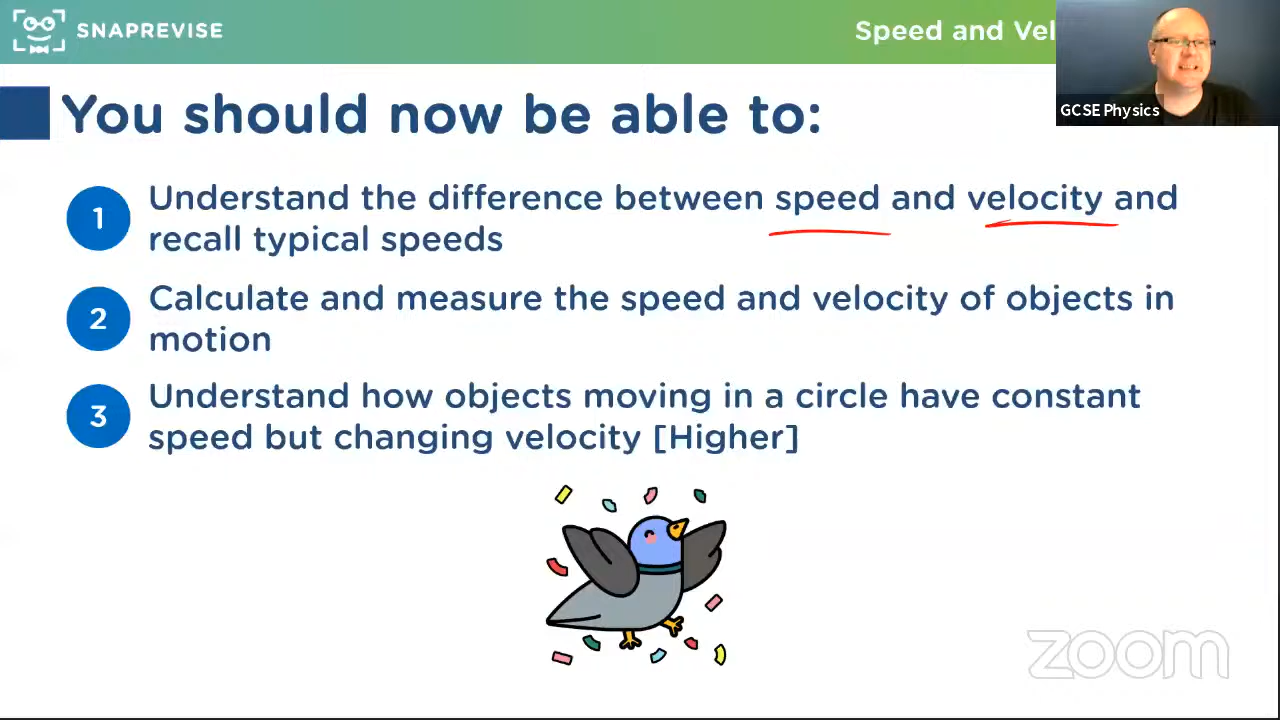 SNAPREVISE
Speed and Vel
GCSE Physics
You should now be able to:
1
Understand the difference between speed and velocity and
recall typical speeds
2
Calculate and measure the speed and velocity of objects in
motion
3
Understand how objects moving in a circle have constant
speed but changing velocity [Higher]
zoom